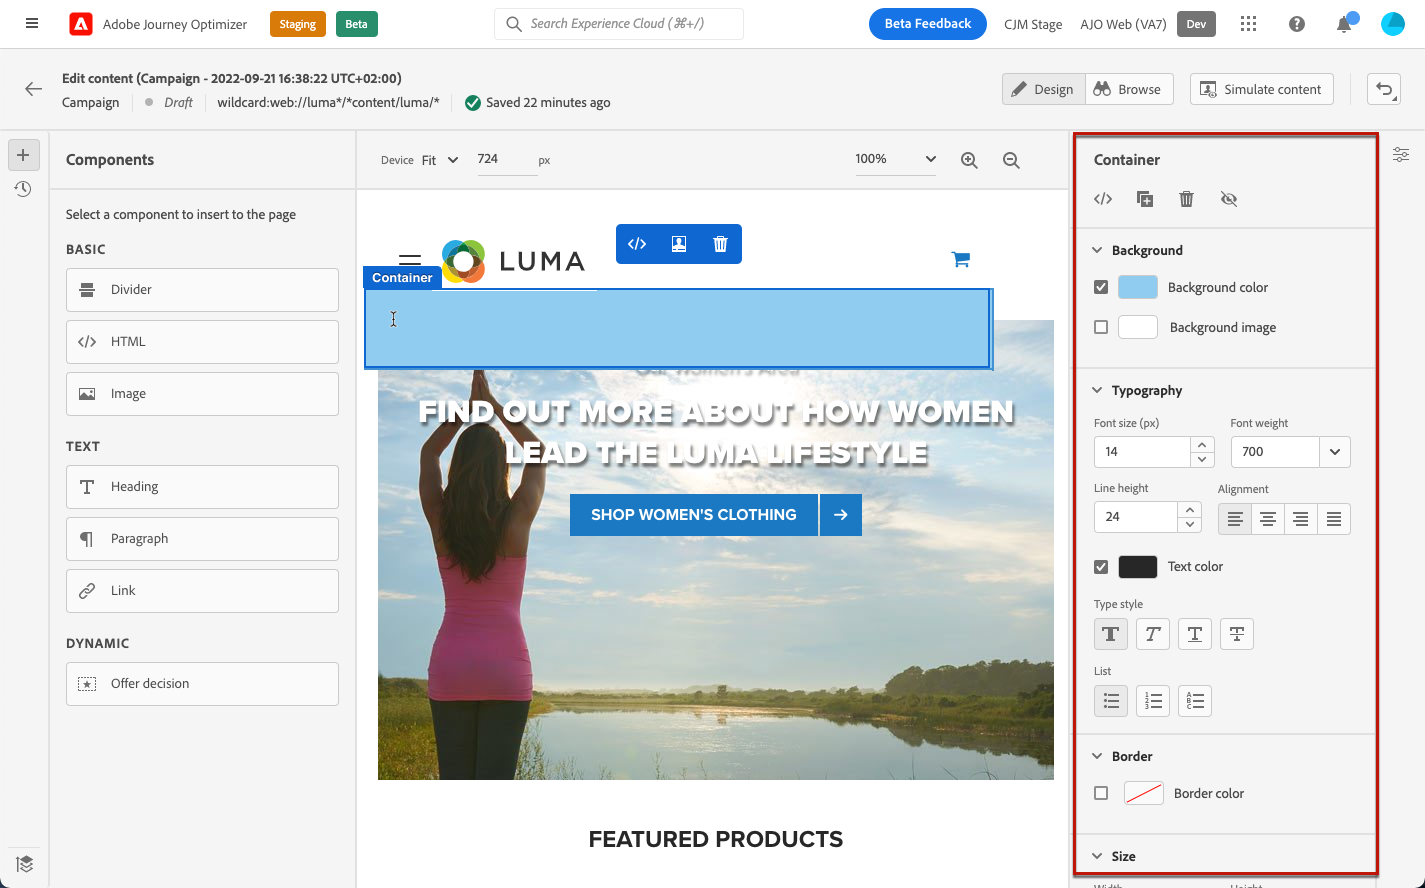 Adobe Journey Optimizer Staging Beta Search Experience Cloud (⌘+/) Beta Feedback CJM Stage AJO Web (VA7) Dev
Edit content (Campaign - 2022-09-21 16:38:22 UTC+02:00)
Campaign Draft wildcard:web://luma*/*content/luma/* Saved 22 minutes ago
Design Browse Simulate content
Components
Select a component to insert to the page
BASIC
Divider
HTML
Image
TEXT
Heading
Paragraph
Link
DYNAMIC
Offer decision
Device Fit 724 px 100%
LUMA
Container
Our Women's Area
FIND OUT MORE ABOUT HOW WOMEN
LEAD THE LUMA LIFESTYLE
SHOP WOMEN'S CLOTHING
FEATURED PRODUCTS
Container
Background
Background color
Background image
Typography
Font size (px) Font weight
14 700
Line height Alignment
24
Text color
Type style
T T T T
List
Border
Border color
Size
Width Height